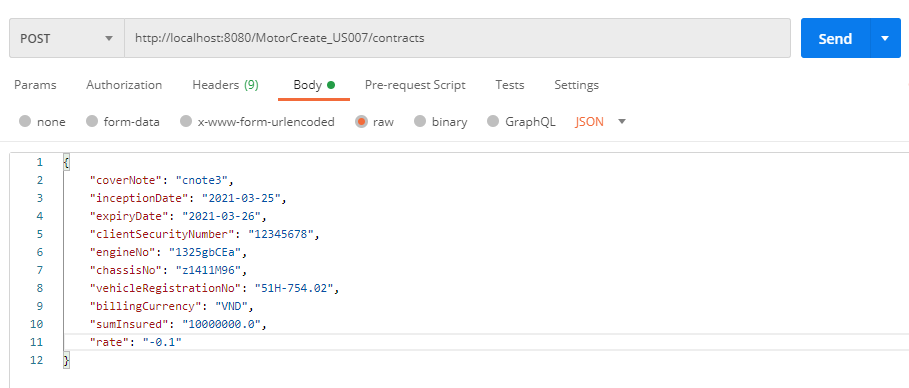 POST http://localhost:8080/MotorCreate_US007/contracts Send
Params Authorization Headers (9) Body Pre-request Script Tests Settings
none form-data x-www-form-urlencoded raw binary GraphQL JSON
1 {
2 "coverNote": "cnote3",
3 "inceptionDate": "2021-03-25",
4 "expiryDate": "2021-03-26",
5 "clientSecurityNumber": "12345678",
6 "engineNo": "1325gbCEa",
7 "chassisNo": "z1411M96",
8 "vehicleRegistrationNo": "51H-754.02",
9 "billingCurrency": "VND",
10 "sumInsured": "10000000.0",
11 "rate": "-0.1"
12 }